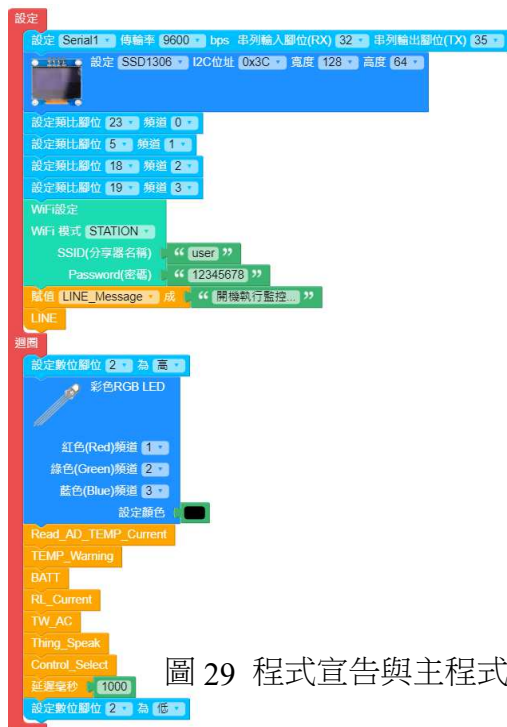 設定
設定 Serial1 傳輸率 9600 bps 串列輸入腳位(RX) 32 串列輸出腳位(TX) 35
設定 SSD1306 I2C位址 0x3C 寬度 128 高度 64
設定類比腳位 23 頻道 0
設定類比腳位 5 頻道 1
設定類比腳位 18 頻道 2
設定類比腳位 19 頻道 3
WiFi設定
WiFi 模式 STATION
SSID(分享器名稱) “ user ”
Password(密碼) “ 12345678 ”
賦值 LINE_Message 成 “ 開機執行監控... ”
LINE
迴圈
設定數位腳位 2 為 高
彩色RGB LED
紅色(Red)頻道 1
綠色(Green)頻道 2
藍色(Blue)頻道 3
設定顏色
Read_AD_TEMP_Current
TEMP_Warning
BATT
RL_Current
TW_AC
Thing_Speak
Control_Select
延遲毫秒 1000
設定數位腳位 2 為 低
圖 29 程式宣告與主程式